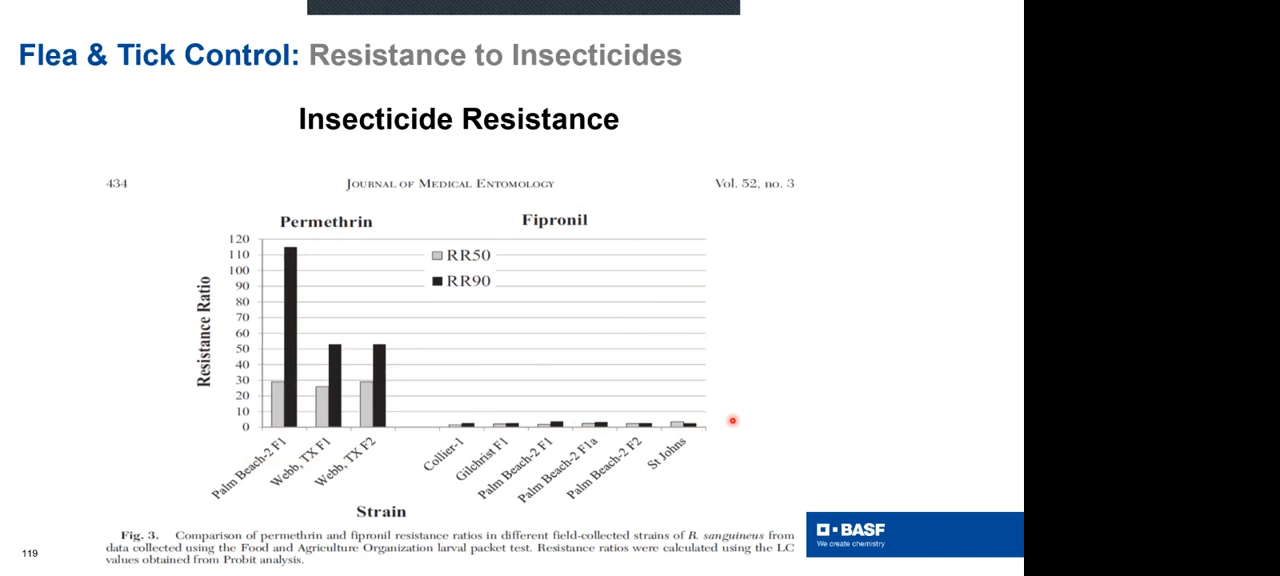 Flea & Tick Control: Resistance to Insecticides
Insecticide Resistance
434 JOURNAL OF MEDICAL ENTOMOLOGY Vol. 52, no. 3
Permethrin Fipronil
120
110
100
90
80
70
60
50
40
30
20
10
0
RR50
RR90
Resistance Ratio
Palm Beach-2 F1
Webb, TX F1
Webb, TX F2
Collier-1
Gilchrist F1
Palm Beach-2 F1
Palm Beach-2 F1a
Palm Beach-2 F2
St Johns
Strain
Fig. 3. Comparison of permethrin and fipronil resistance ratios in different field-collected strains of R. sanguineus from
data collected using the Food and Agriculture Organization larval packet test. Resistance ratios were calculated using the LC
values obtained from Probit analysis.
119
BASF
We create chemistry